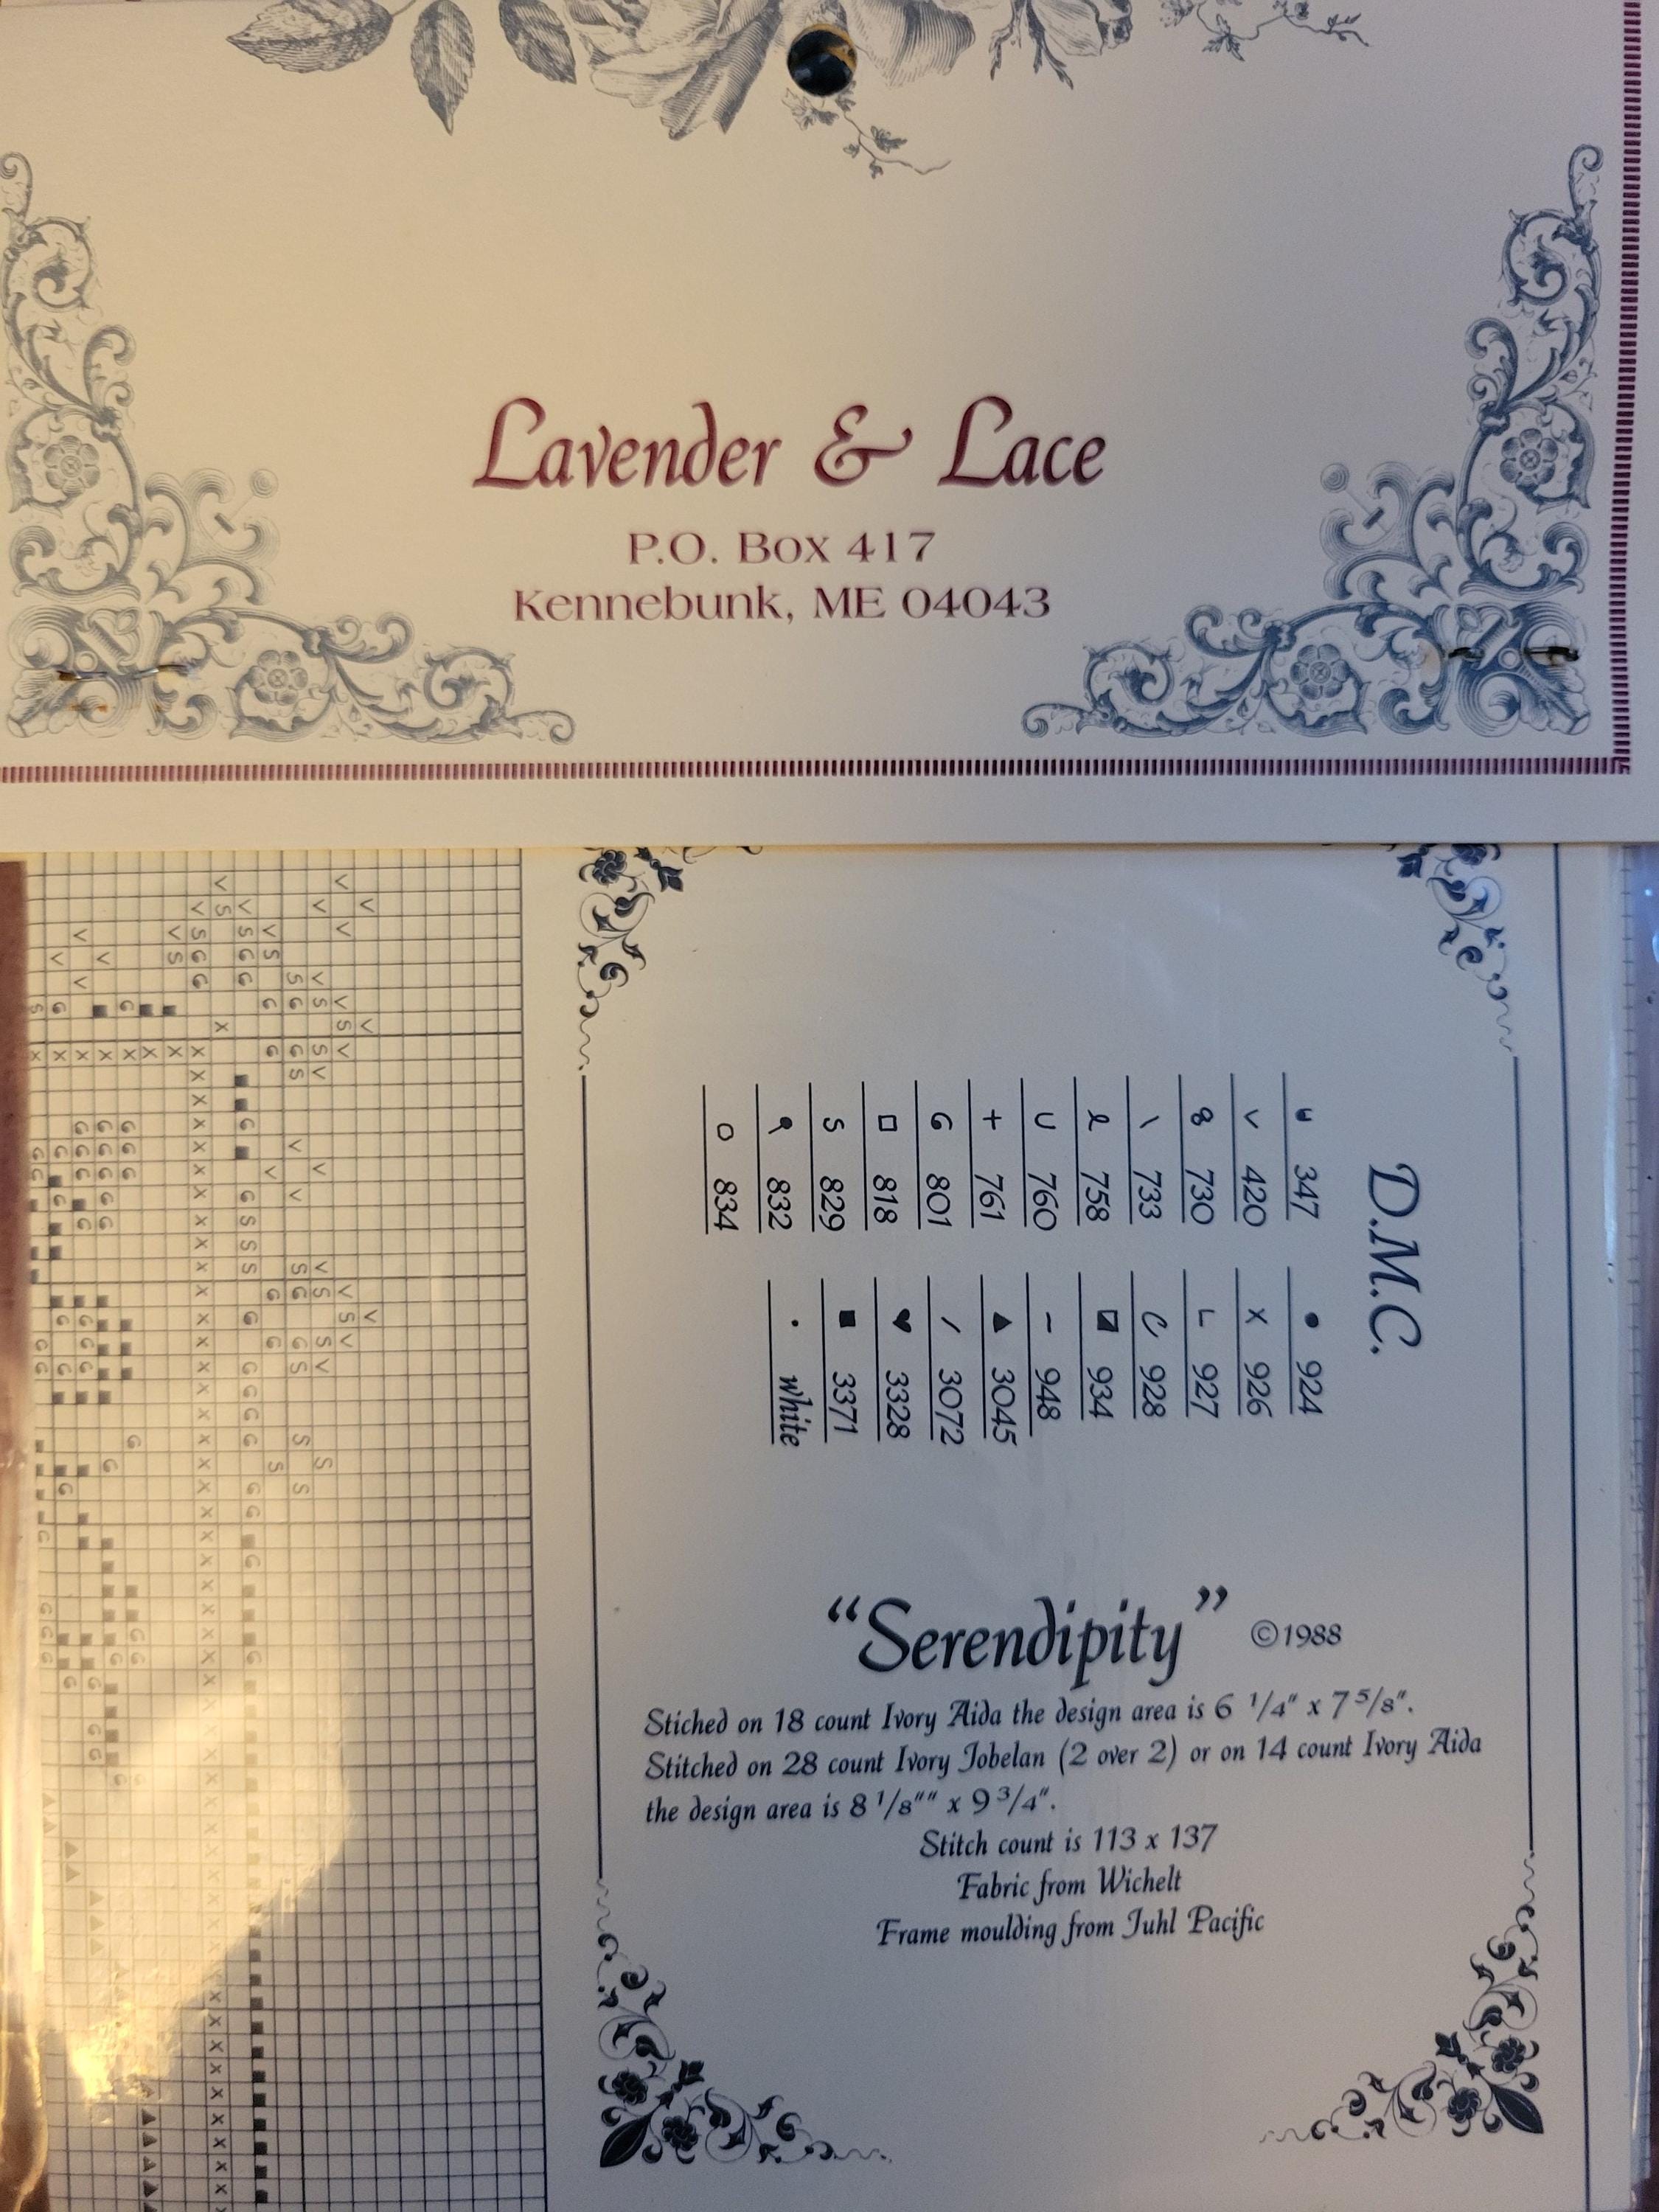 Lavender & Lace
P.O. Box 417
Kennebunk, ME 04043
D.M.C.
347
V 420
730
\ 733
758
U 760
+ 761
G 801
□ 818
S 829
832
O 834
● 924
X 926
L 927
C 928
934
– 948
▲ 3045
/ 3072
♥ 3328
■ 3371
· white
“Serendipity” ©1988
Stiched on 18 count Ivory Aida the design area is 6 1/4" x 7 5/8".
Stitched on 28 count Ivory Jobelan (2 over 2) or on 14 count Ivory Aida
the design area is 8 1/8"" x 9 3/4".
Stitch count is 113 x 137
Fabric from Wichelt
Frame moulding from Juhl Pacific